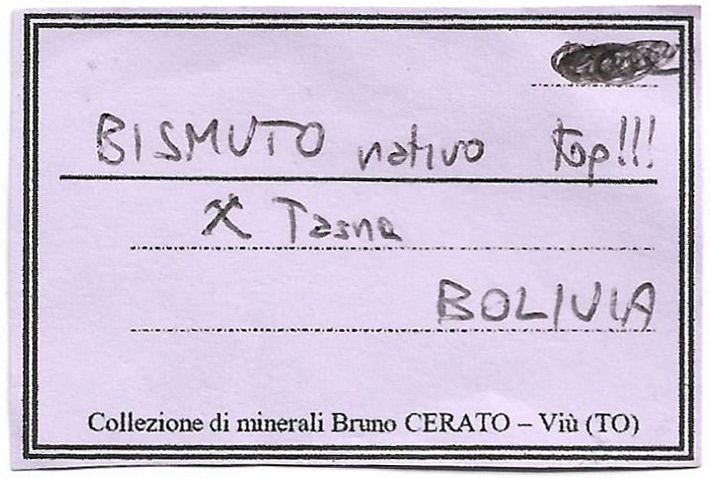 BISMUTO nativo top!!!
X Tasna
BOLIVIA
Collezione di minerali Bruno CERATO – Viù (TO)